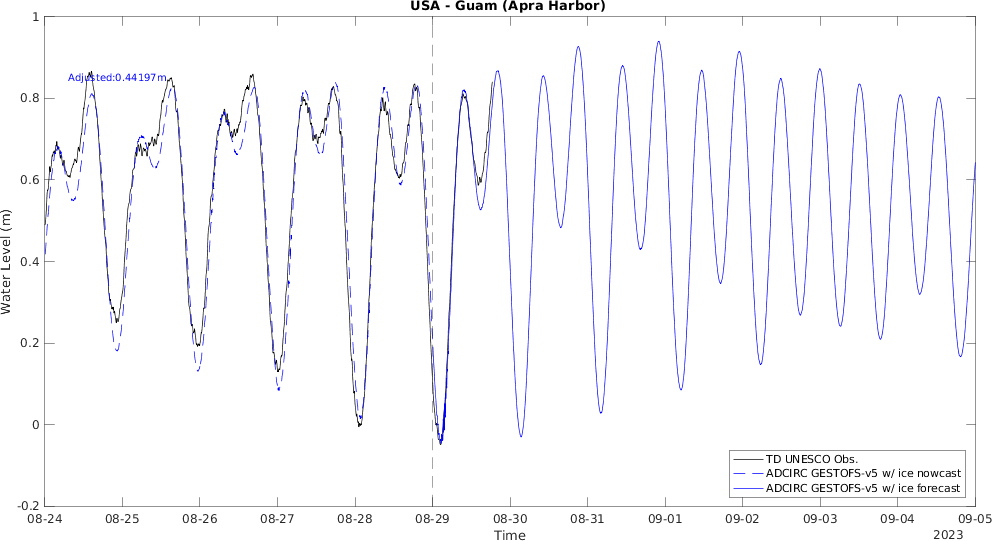 USA - Guam (Apra Harbor)
1
Adjusted:0.44197m
0.8
0.6
0.4
0.2
0
-0.2
Water Level (m)
TD UNESCO Obs.
ADCIRC GESTOFS-v5 w/ ice nowcast
ADCIRC GESTOFS-v5 w/ ice forecast
08-24 08-25 08-26 08-27 08-28 08-29 08-30 08-31 09-01 09-02 09-03 09-04 09-05
Time
2023